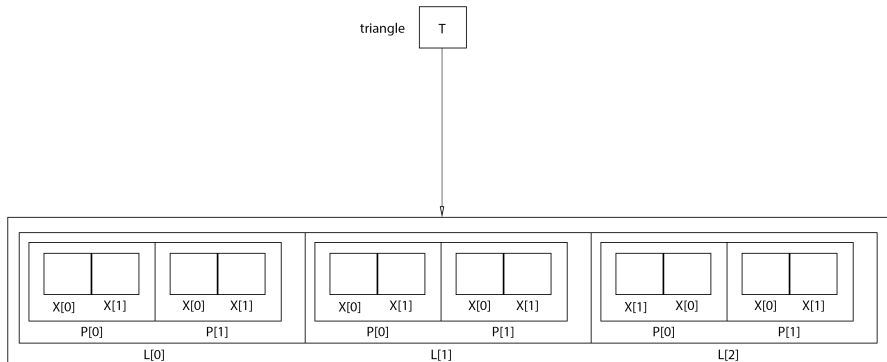 triangle T
X[0] X[1] X[0] X[1] X[0] X[1] X[0] X[1] X[1] X[0] X[0] X[1]
P[0] P[1] P[0] P[1] P[0] P[1]
L[0] L[1] L[2]